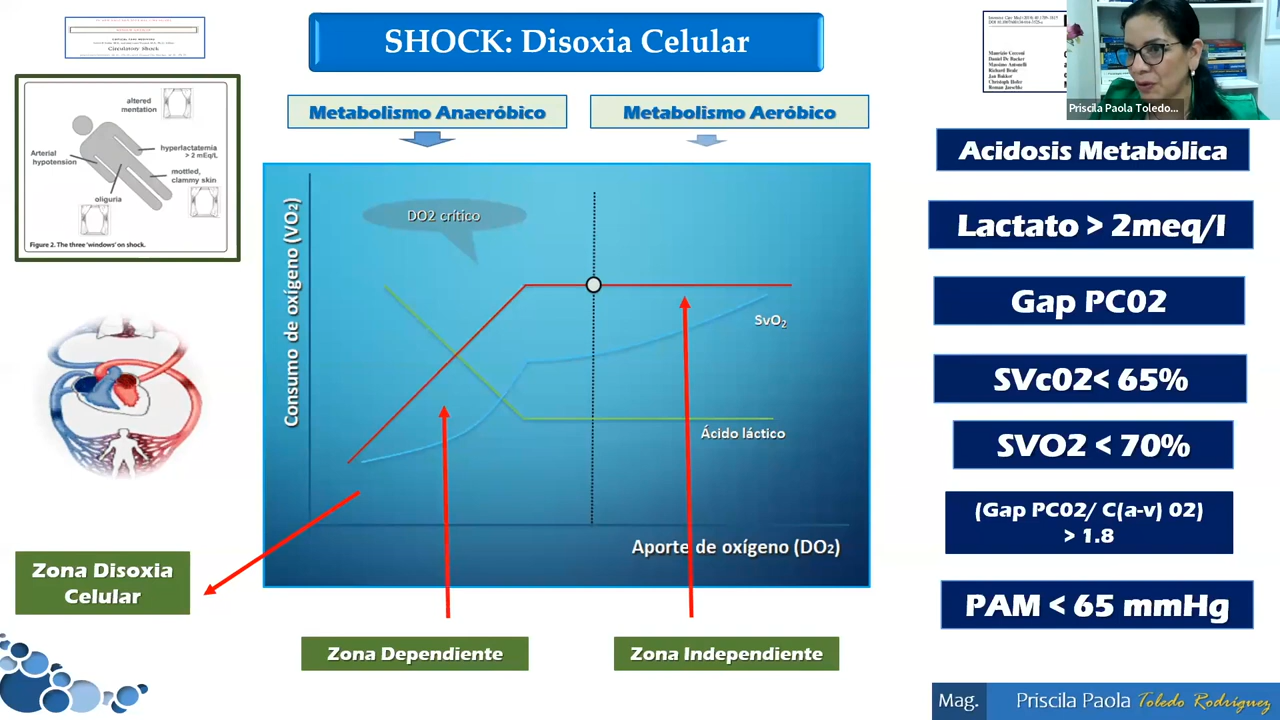 Circulatory Shock
SHOCK: Disoxia Celular
Maurizio Cecconi
Daniel De Backer
Massimo Antonelli
Richard Beale
Jan Bakker
Christoph Hofer
Roman Jaeschke
Priscila Paola Toledo...
altered
mentation
Arterial
hypotension
hyperlactatemia
> 2 mEq/L
mottled,
clammy skin
oliguria
Figure 2. The three 'windows' on shock.
Metabolismo Anaeróbico
Metabolismo Aeróbico
DO2 crítico
Consumo de oxígeno (VO2)
SvO2
Ácido láctico
Aporte de oxígeno (DO2)
Zona Disoxia
Celular
Zona Dependiente
Zona Independiente
Acidosis Metabólica
Lactato > 2meq/l
Gap PC02
SVc02< 65%
SVO2 < 70%
(Gap PC02/ C(a-v) 02)
> 1.8
PAM < 65 mmHg
Mag. Priscila Paola Toledo Rodríguez